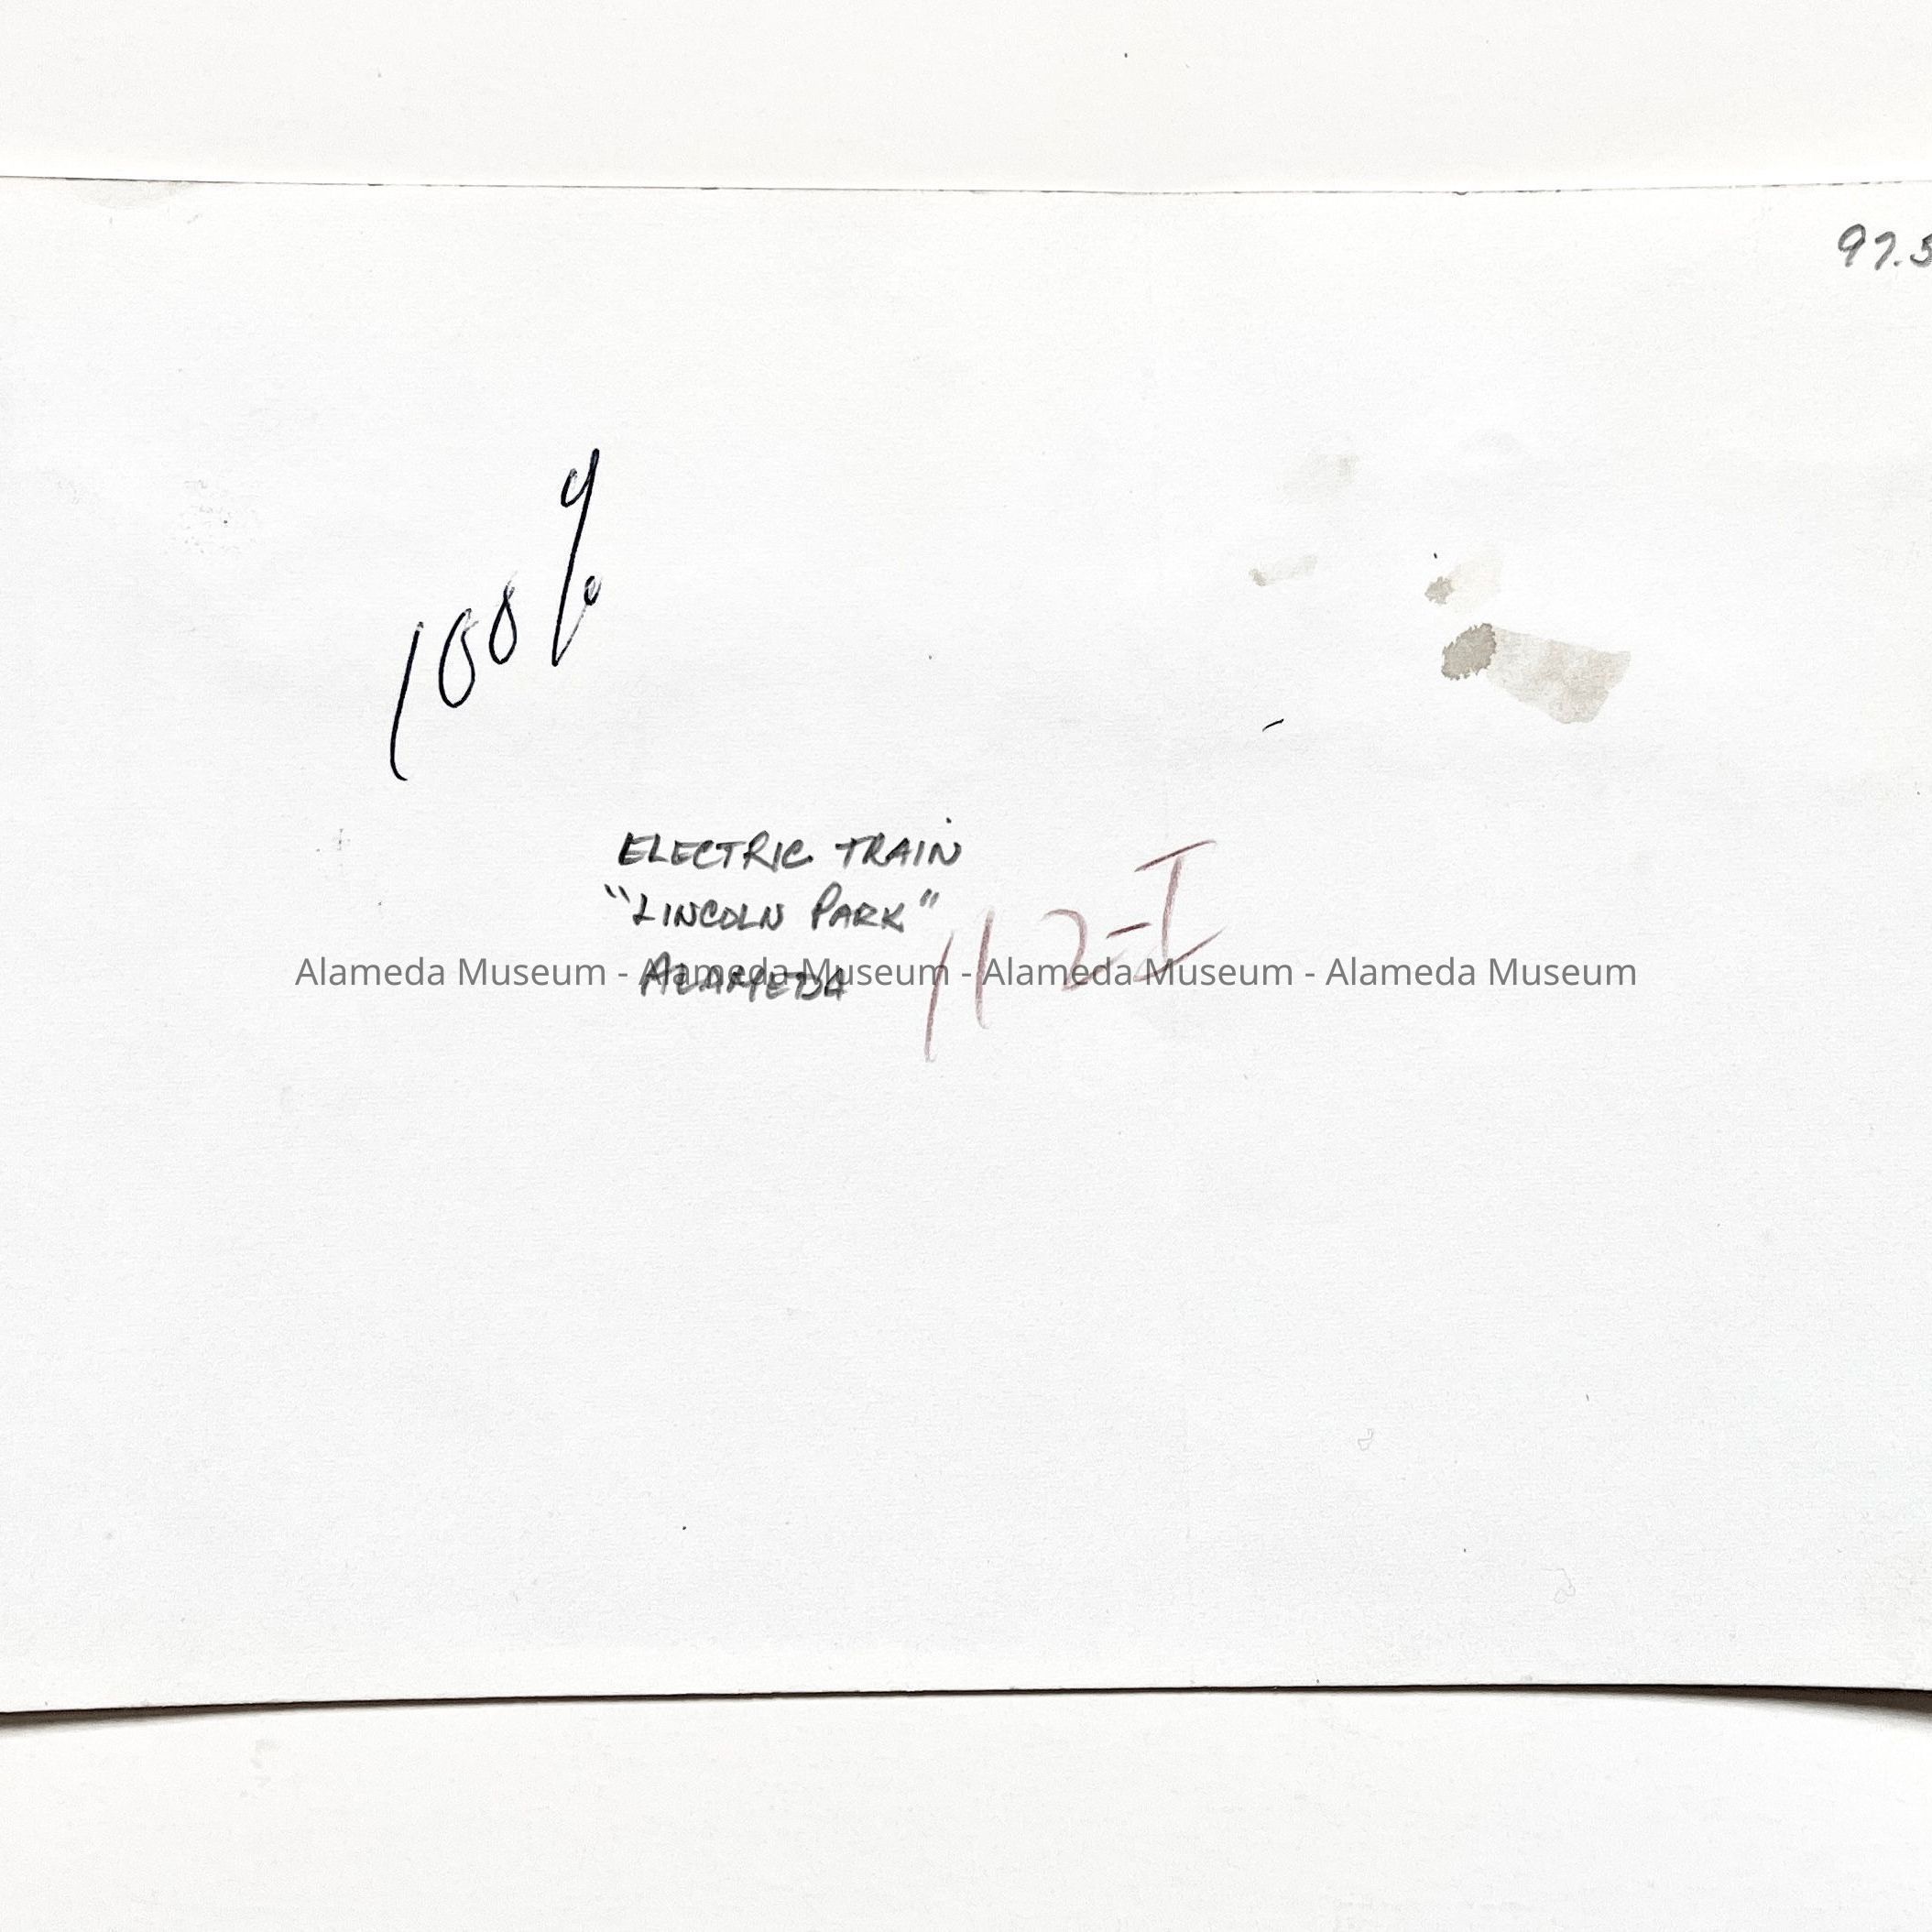 97.5
100%
ELECTRIC TRAIN
"LINCOLN PARK"
ALAMEDA
112-I
Alameda Museum - Alameda Museum - Alameda Museum - Alameda Museum